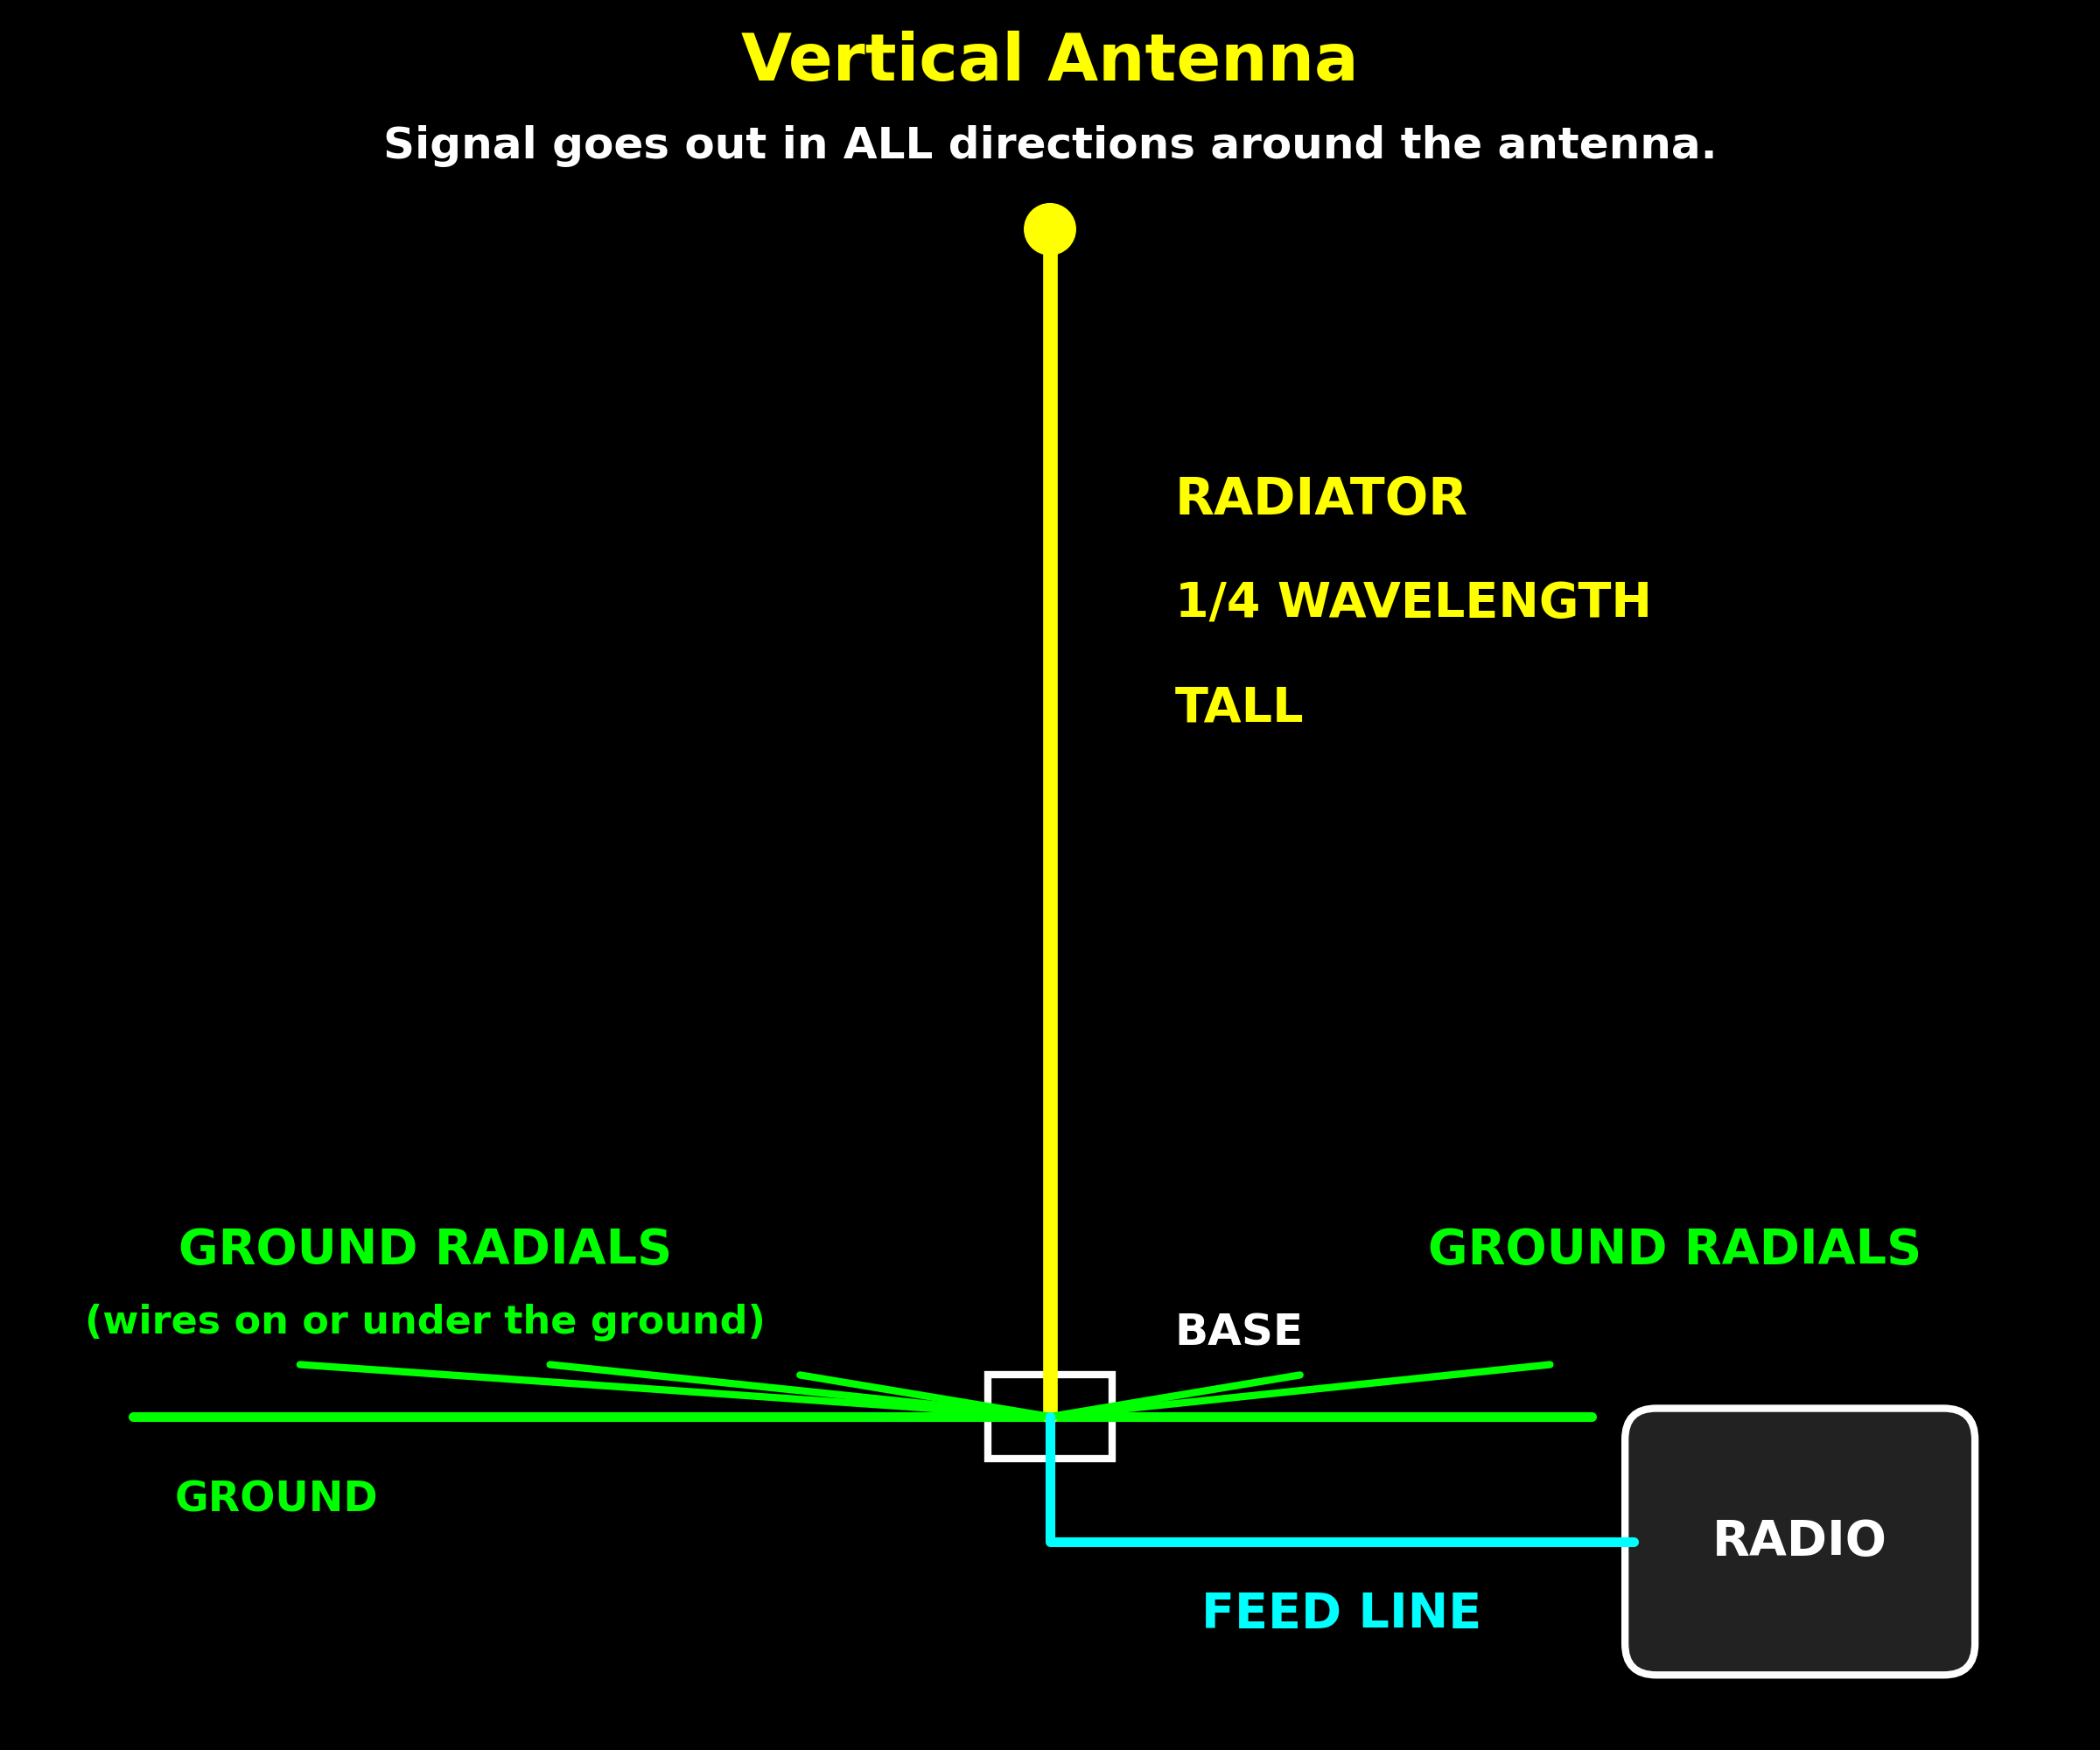 Vertical Antenna
Signal goes out in ALL directions around the antenna.
RADIATOR
1/4 WAVELENGTH
TALL
GROUND RADIALS
(wires on or under the ground)
GROUND RADIALS
BASE
GROUND
RADIO
FEED LINE